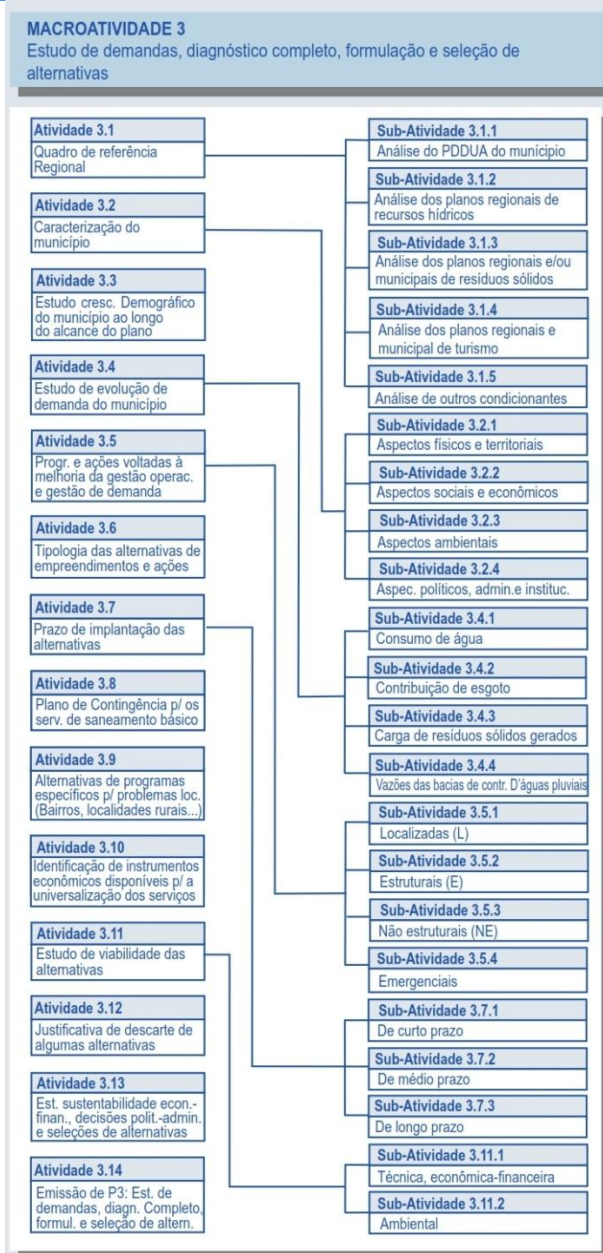 MACROATIVIDADE 3
Estudo de demandas, diagnóstico completo, formulação e seleção de
alternativas
Atividade 3.1
Quadro de referência
Regional
Atividade 3.2
Caracterização do
município
Atividade 3.3
Estudo cresc. Demográfico
do municipio ao longo
do alcance do plano
Atividade 3.4
Estudo de evolução de
demanda do município
Atividade 3.5
Progr. e ações voltadas à
melhoria da gestão operac.
e gestão de demanda
Atividade 3.6
Tipologia das alternativas de
empreendimentos e ações
Atividade 3.7
Prazo de implantação das
alternativas
Atividade 3.8
Plano de Contingência p/ os
serv. de saneamento básico
Atividade 3.9
Alternativas de programas
específicos p/ problemas loc.
(Bairros, localidades rurais...)
Atividade 3.10
Identificação de instrumentos
econômicos disponíveis p/ a
universalização dos serviços
Atividade 3.11
Estudo de viabilidade das
alternativas
Atividade 3.12
Justificativa de descarte de
algumas alternativas
Atividade 3.13
Est. sustentabilidade econ.-
finan., decisões polit.-admin.
e seleções de alternativas
Atividade 3.14
Emissão de P3: Est. de
demandas, diagn. Completo,
formul. e seleção de altern.
Sub-Atividade 3.1.1
Análise do PDDUA do munícipio
Sub-Atividade 3.1.2
Análise dos planos regionais de
recursos hídricos
Sub-Atividade 3.1.3
Análise dos planos regionais e/ou
municipais de resíduos sólidos
Sub-Atividade 3.1.4
Análise dos planos regionais e
municipal de turismo
Sub-Atividade 3.1.5
Análise de outros condicionantes
Sub-Atividade 3.2.1
Aspectos físicos e territoriais
Sub-Atividade 3.2.2
Aspectos sociais e econômicos
Sub-Atividade 3.2.3
Aspectos ambientais
Sub-Atividade 3.2.4
Aspec. políticos, admin.e instituc.
Sub-Atividade 3.4.1
Consumo de água
Sub-Atividade 3.4.2
Contribuição de esgoto
Sub-Atividade 3.4.3
Carga de resíduos sólidos gerados
Sub-Atividade 3.4.4
Vazões das bacias de contr. D'águas pluviais
Sub-Atividade 3.5.1
Localizadas (L)
Sub-Atividade 3.5.2
Estruturais (E)
Sub-Atividade 3.5.3
Não estruturais (NE)
Sub-Atividade 3.5.4
Emergenciais
Sub-Atividade 3.7.1
De curto prazo
Sub-Atividade 3.7.2
De médio prazo
Sub-Atividade 3.7.3
De longo prazo
Sub-Atividade 3.11.1
Técnica, econômica-financeira
Sub-Atividade 3.11.2
Ambiental